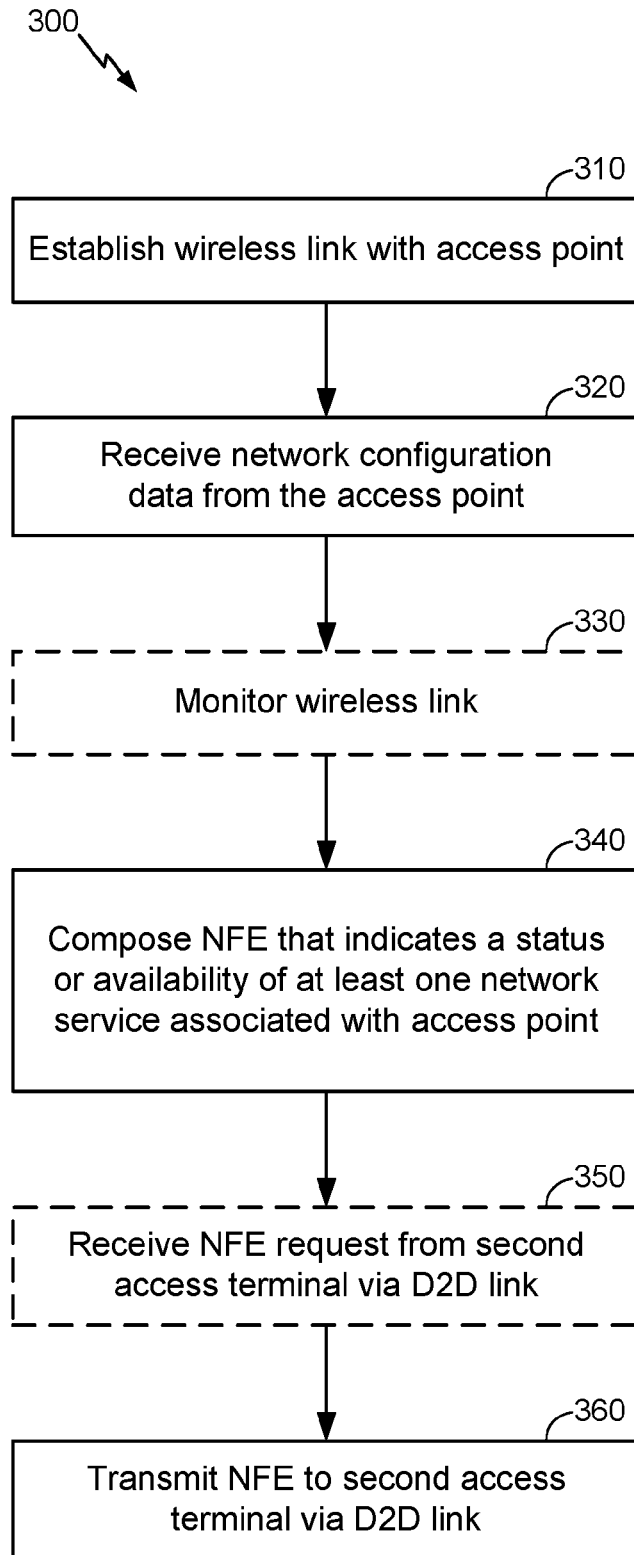 300
310
Establish wireless link with access point
320
Receive network configuration
data from the access point
330
Monitor wireless link
340
Compose NFE that indicates a status
or availability of at least one network
service associated with access point
350
Receive NFE request from second
access terminal via D2D link
360
Transmit NFE to second access
terminal via D2D link